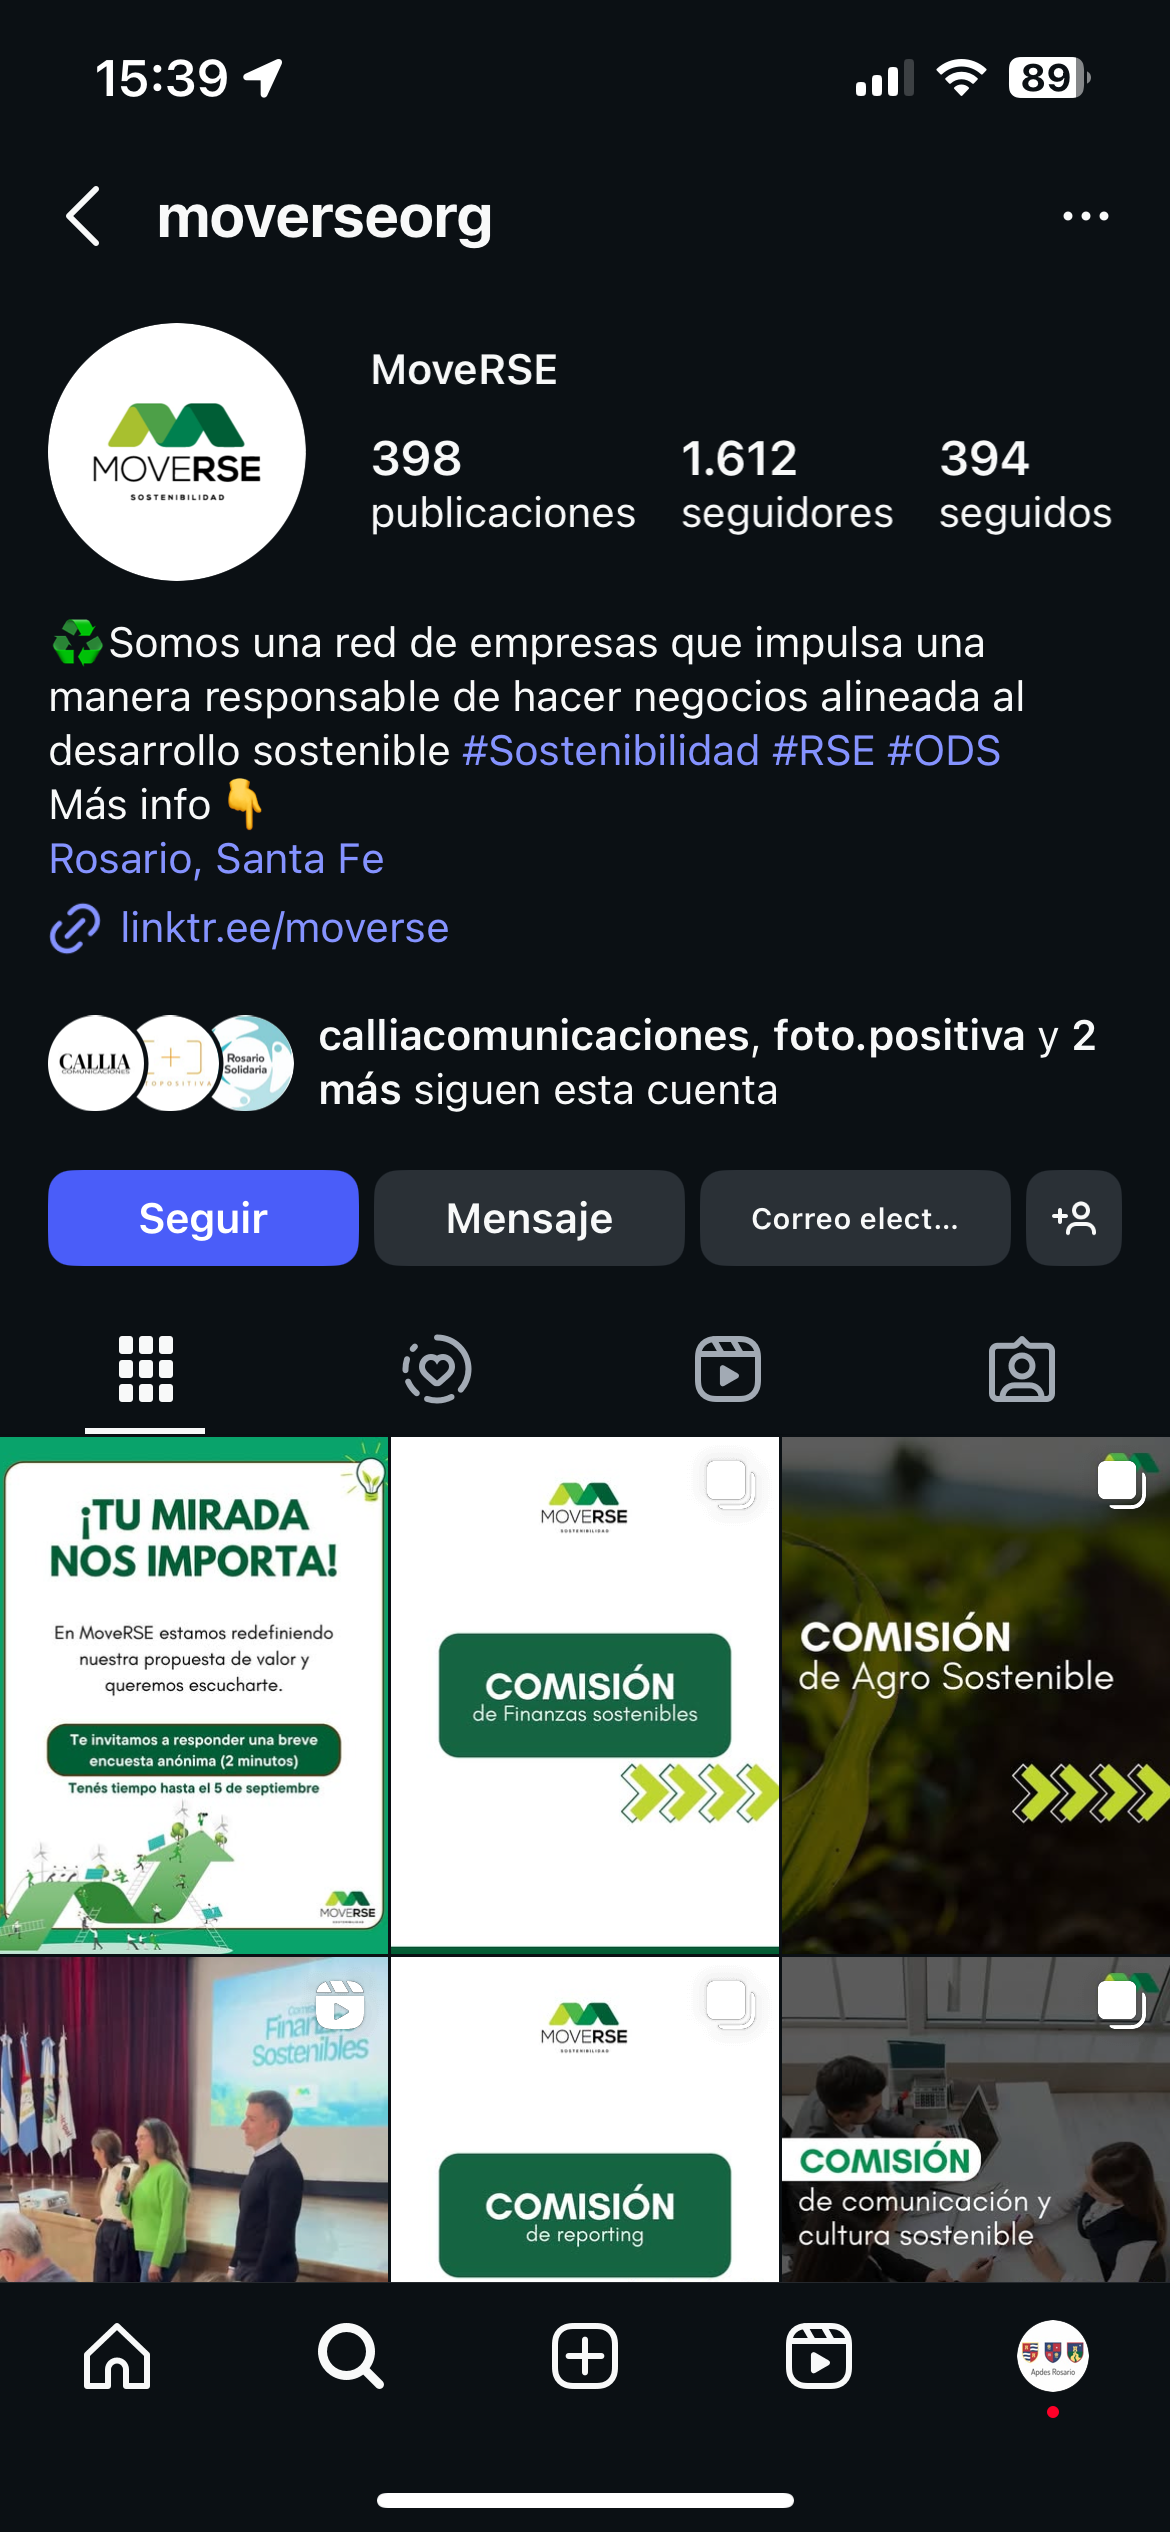 15:39
89
moverseorg
MOVERSE
SOSTENIBILIDAD
MoveRSE
398 1.612 394
publicaciones seguidores seguidos
Somos una red de empresas que impulsa una
manera responsable de hacer negocios alineada al
desarrollo sostenible #Sostenibilidad #RSE #ODS
Más info
Rosario, Santa Fe
linktr.ee/moverse
CALLIA
COMUNICACIONES
Rosario
Solidaria
calliacomunicaciones, foto.positiva y 2
más siguen esta cuenta
Seguir Mensaje Correo elect...
¡TU MIRADA
NOS IMPORTA!
En MoveRSE estamos redefiniendo
nuestra propuesta de valor y
queremos escucharte.
Te invitamos a responder una breve
encuesta anónima (2 minutos)
Tenés tiempo hasta el 5 de septiembre
MOVERSE
SOSTENIBILIDAD
MOVERSE
SOSTENIBILIDAD
COMISIÓN
de Finanzas sostenibles
COMISIÓN
de Agro Sostenible
Sostenibles
MOVERSE
SOSTENIBILIDAD
COMISIÓN
de reporting
COMISIÓN
de comunicación y
cultura sostenible
Apdes Rosario